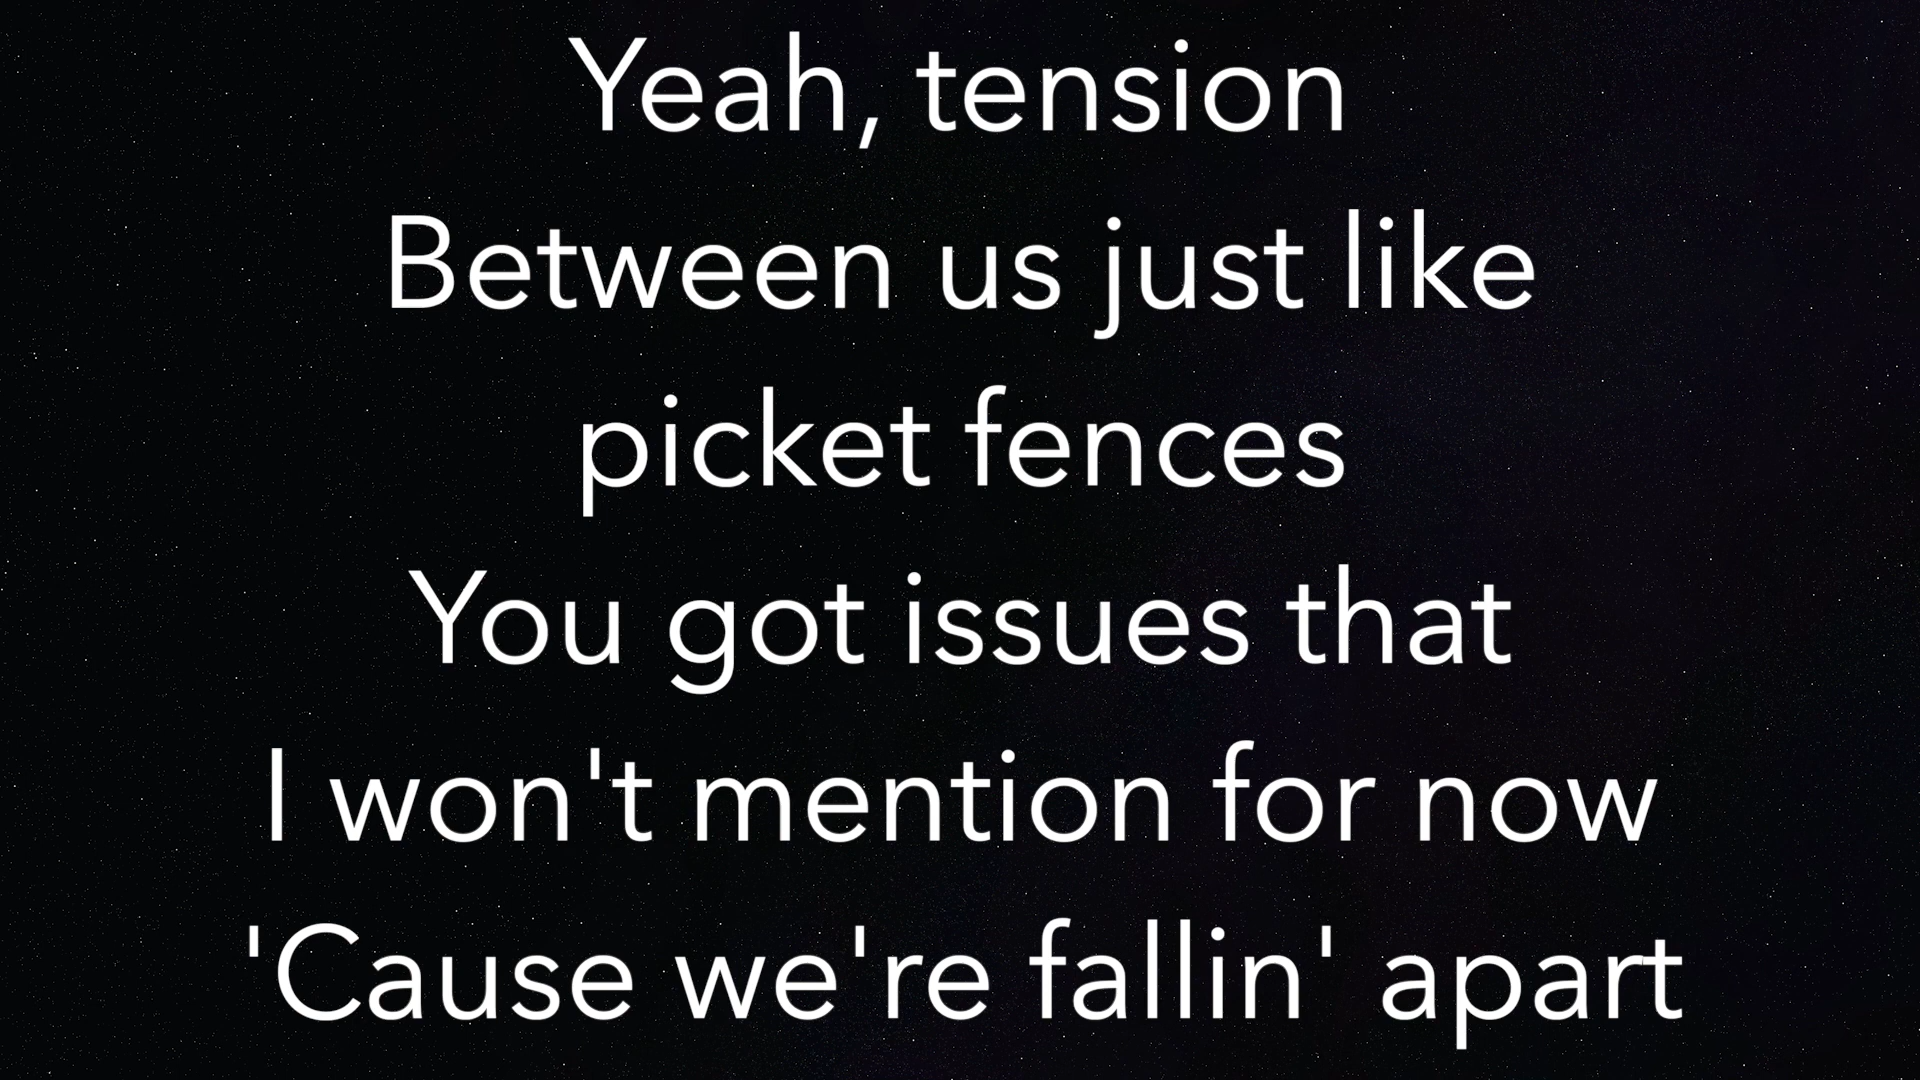 Yeah, tension
Between us just like
picket fences
You got issues that
I won't mention for now
'Cause we're fallin' apart